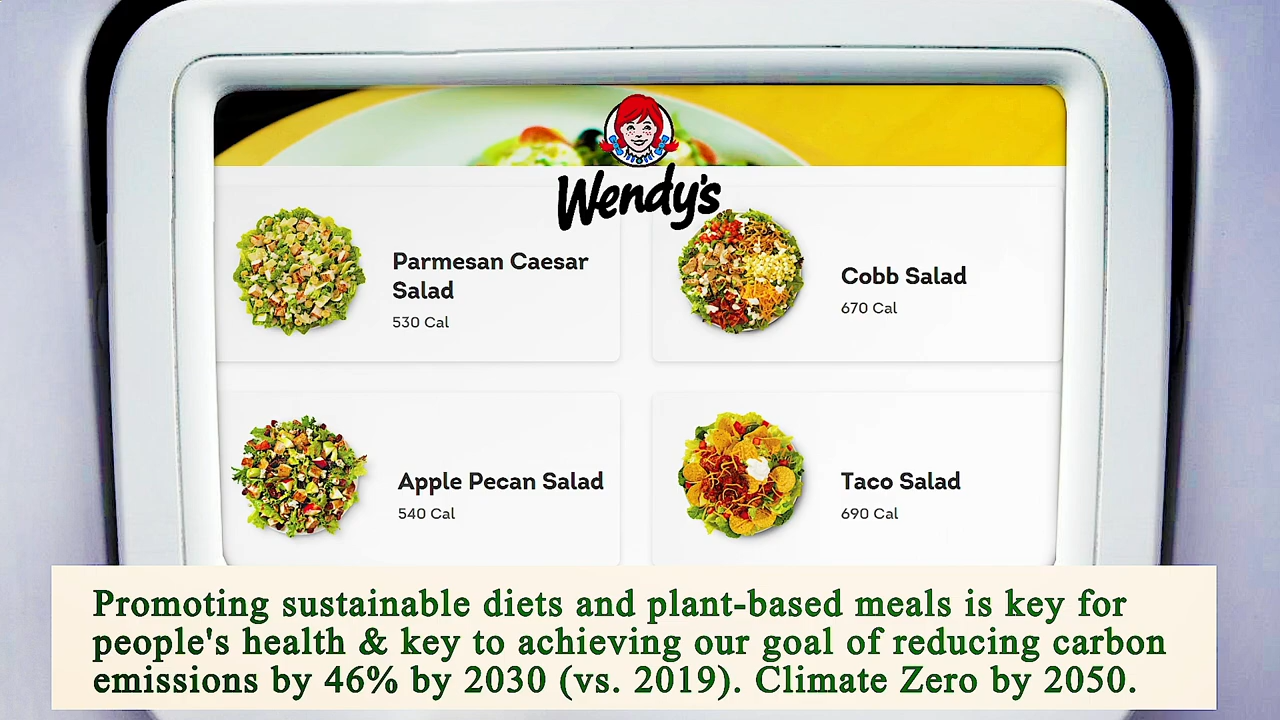 Wendy's
Parmesan Caesar
Salad
530 Cal
Cobb Salad
670 Cal
Apple Pecan Salad
540 Cal
Taco Salad
690 Cal
Promoting sustainable diets and plant-based meals is key for
people's health & key to achieving our goal of reducing carbon
emissions by 46% by 2030 (vs. 2019). Climate Zero by 2050.